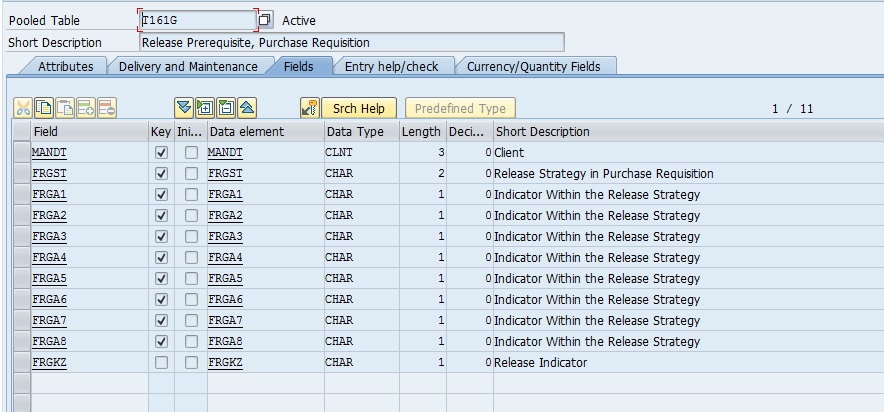 Pooled Table T161G Active
Short Description Release Prerequisite, Purchase Requisition
Attributes Delivery and Maintenance Fields Entry help/check Currency/Quantity Fields
Srch Help Predefined Type 1 / 11
Field Key Ini... Data element Data Type Length Deci... Short Description
MANDT MANDT CLNT 3 0 Client
FRGST FRGST CHAR 2 0 Release Strategy in Purchase Requisition
FRGA1 FRGA1 CHAR 1 0 Indicator Within the Release Strategy
FRGA2 FRGA2 CHAR 1 0 Indicator Within the Release Strategy
FRGA3 FRGA3 CHAR 1 0 Indicator Within the Release Strategy
FRGA4 FRGA4 CHAR 1 0 Indicator Within the Release Strategy
FRGA5 FRGA5 CHAR 1 0 Indicator Within the Release Strategy
FRGA6 FRGA6 CHAR 1 0 Indicator Within the Release Strategy
FRGA7 FRGA7 CHAR 1 0 Indicator Within the Release Strategy
FRGA8 FRGA8 CHAR 1 0 Indicator Within the Release Strategy
FRGKZ FRGKZ CHAR 1 0 Release Indicator